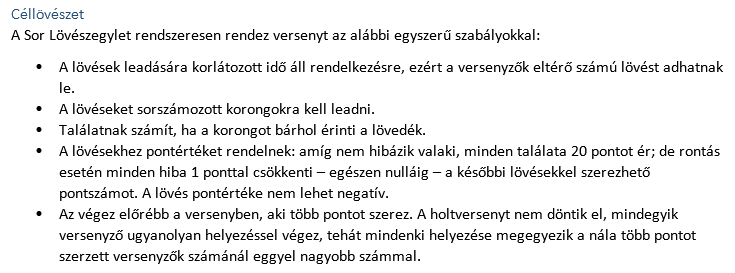 Céllövészet
A Sor Lövészegylet rendszeresen rendez versenyt az alábbi egyszerű szabályokkal:
• A lövések leadására korlátozott idő áll rendelkezésre, ezért a versenyzők eltérő számú lövést adhatnak
le.
• A lövéseket sorszámozott korongokra kell leadni.
• Találatnak számít, ha a korongot bárhol érinti a lövedék.
• A lövésekhez pontértéket rendelnek: amíg nem hibázik valaki, minden találata 20 pontot ér; de rontás
esetén minden hiba 1 ponttal csökkenti – egészen nulláig – a későbbi lövésekkel szerezhető
pontszámot. A lövés pontértéke nem lehet negatív.
• Az végez előrébb a versenyben, aki több pontot szerez. A holtversenyt nem döntik el, mindegyik
versenyző ugyanolyan helyezéssel végez, tehát mindenki helyezése megegyezik a nála több pontot
szerzett versenyzők számánál eggyel nagyobb számmal.